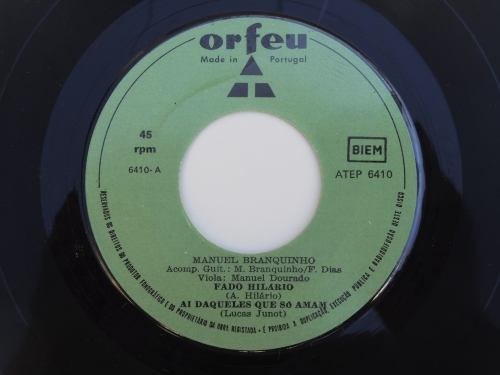 orfeu
Made in Portugal
45
rpm
6410-A
BIEM
ATEP 6410
MANUEL BRANQUINHO
Acomp. Guit.: M. Branquinho/F. Dias
Viola: Manuel Dourado
FADO HILÁRIO
(A. Hilário)
AI DAQUELES QUE SÓ AMAM
(Lucas Junot)
RESERVADOS OS DIREITOS DO PRODUTOR FONOGRÁFICO E DO PROPRIETÁRIO DA OBRA REGISTADA • É PROIBIDA A DUPLICAÇÃO, EXECUÇÃO PÚBLICA E RADIODIFUSÃO DESTE DISCO